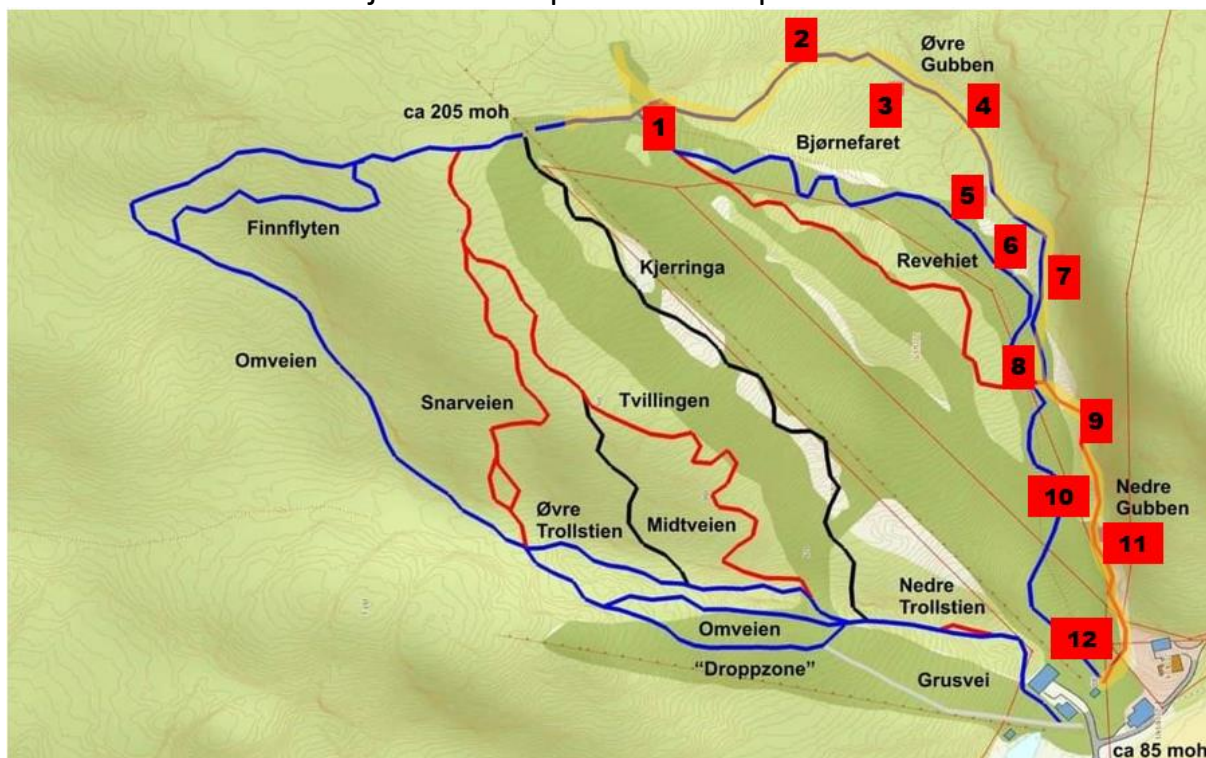 2
Øvre
Gubben
ca 205 moh
3
4
1
Bjørnefaret
5
Finnflyten
6
Kjerringa
Revehiet
7
Omveien
8
Snarveien
Tvillingen
9
10
Nedre
Gubben
Øvre
Trollstien
Midtveien
11
Nedre
Trollstien
Omveien
12
"Droppzone"
Grusvei
ca 85 moh